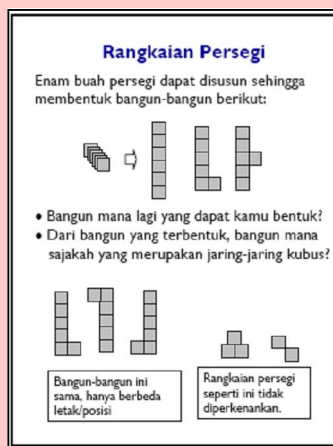 Rangkaian Persegi
Enam buah persegi dapat disusun sehingga
membentuk bangun-bangun berikut:
• Bangun mana lagi yang dapat kamu bentuk?
• Dari bangun yang terbentuk, bangun mana
sajakah yang merupakan jaring-jaring kubus?
Bangun-bangun ini
sama, hanya berbeda
letak/posisi
Rangkaian persegi
seperti ini tidak
diperkenankan.